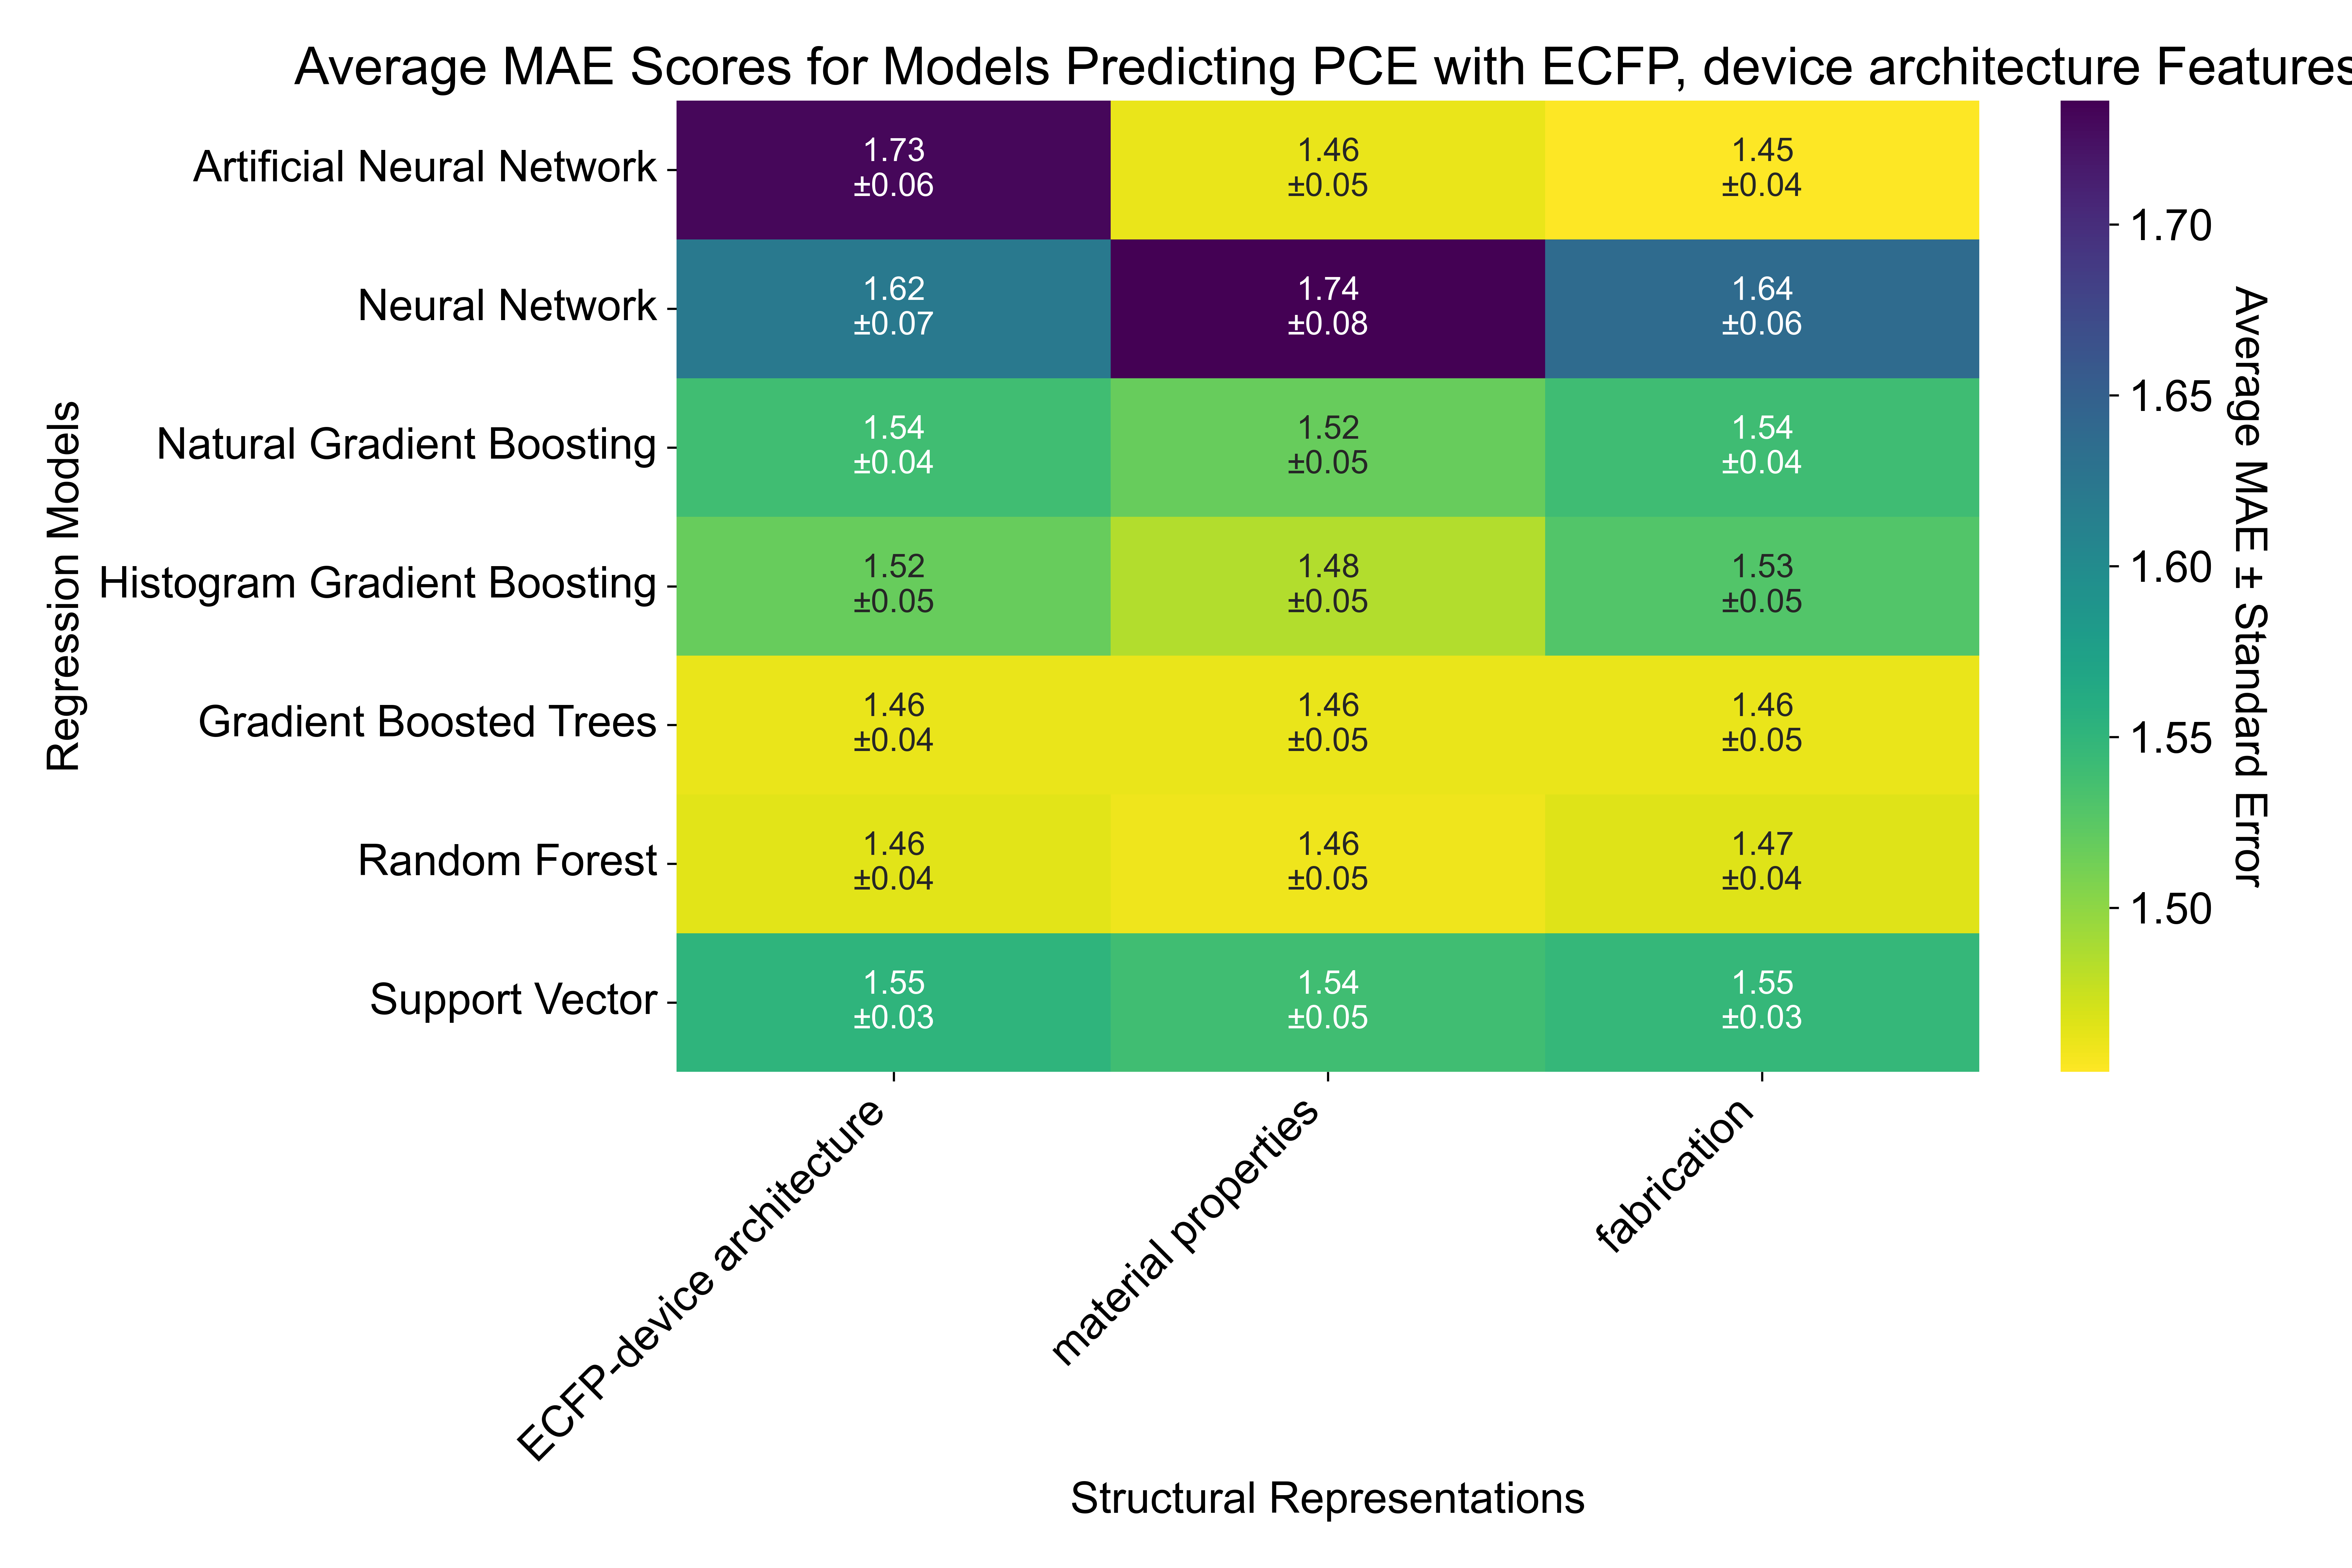 Average MAE Scores for Models Predicting PCE with ECFP, device architecture Features
Regression Models
Artificial Neural Network
1.73 1.46 1.45
±0.06 ±0.05 ±0.04
Neural Network
1.62 1.74 1.64
±0.07 ±0.08 ±0.06
Natural Gradient Boosting
1.54 1.52 1.54
±0.04 ±0.05 ±0.04
Histogram Gradient Boosting
1.52 1.48 1.53
±0.05 ±0.05 ±0.05
Gradient Boosted Trees
1.46 1.46 1.46
±0.04 ±0.05 ±0.05
Random Forest
1.46 1.46 1.47
±0.04 ±0.05 ±0.04
Support Vector
1.55 1.54 1.55
±0.03 ±0.05 ±0.03
ECFP-device architecture
material properties
fabrication
Structural Representations
1.70
1.65
1.60
1.55
1.50
Average MAE ± Standard Error